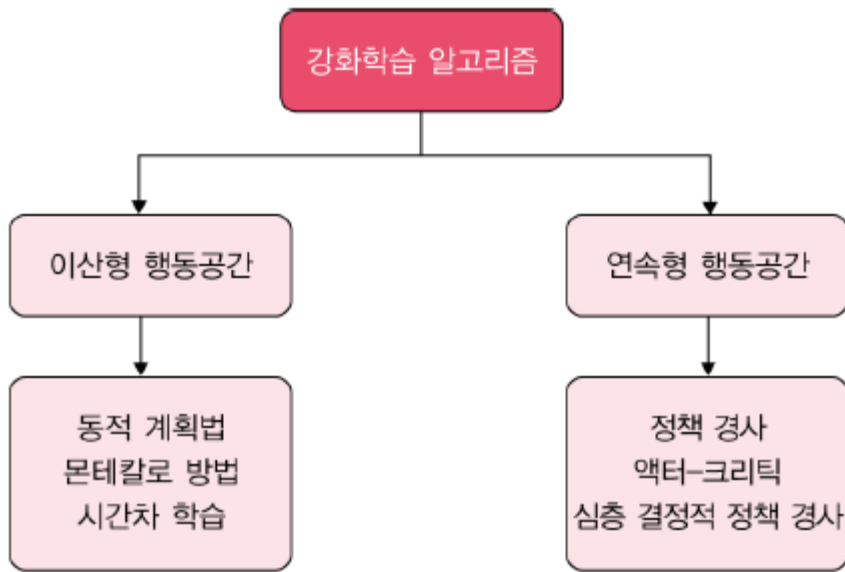 강화학습 알고리즘
이산형 행동공간
연속형 행동공간
동적 계획법
몬테칼로 방법
시간차 학습
정책 경사
액터-크리틱
심층 결정적 정책 경사